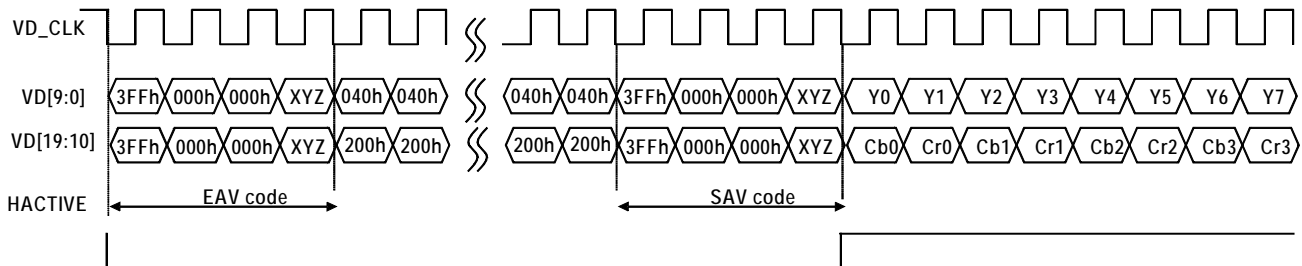 VD_CLK
VD[9:0] 3FFh 000h 000h XYZ 040h 040h 040h 040h 3FFh 000h 000h XYZ Y0 Y1 Y2 Y3 Y4 Y5 Y6 Y7
VD[19:10] 3FFh 000h 000h XYZ 200h 200h 200h 200h 3FFh 000h 000h XYZ Cb0 Cr0 Cb1 Cr1 Cb2 Cr2 Cb3 Cr3
HACTIVE EAV code SAV code